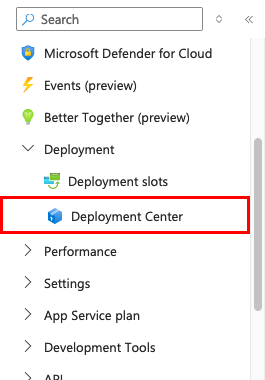 Search
Microsoft Defender for Cloud
Events (preview)
Better Together (preview)
Deployment
Deployment slots
Deployment Center
Performance
Settings
App Service plan
Development Tools
API